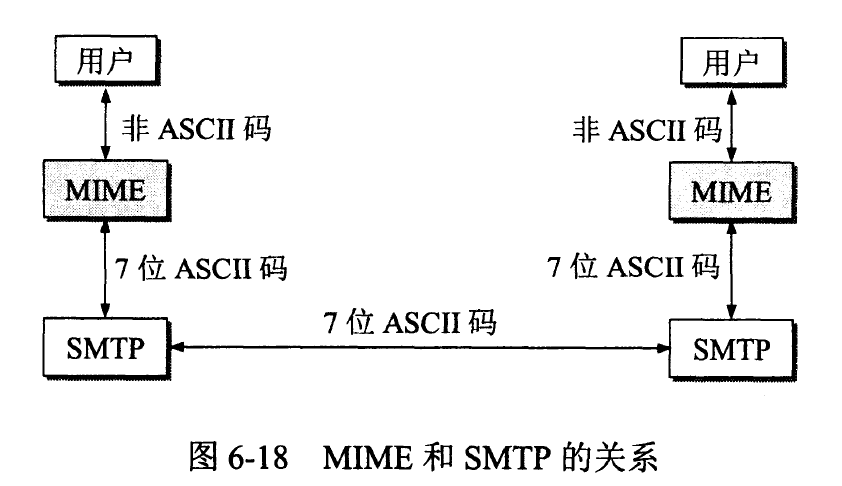 用户 用户
非 ASCII 码 非 ASCII 码
MIME MIME
7 位 ASCII 码 7 位 ASCII 码
7 位 ASCII 码
SMTP SMTP
图 6-18 MIME 和 SMTP 的关系